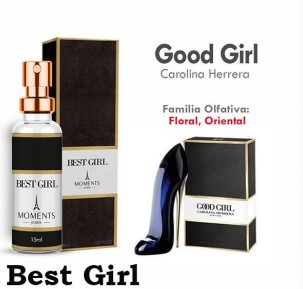 Good Girl
Carolina Herrera
Familia Olfativa:
Floral, Oriental
BEST GIRL
MOMENTS
BEST GIRL
MOMENTS
PARIS
15ml
GOOD GIRL
CAROLINA HERRERA
Best Girl